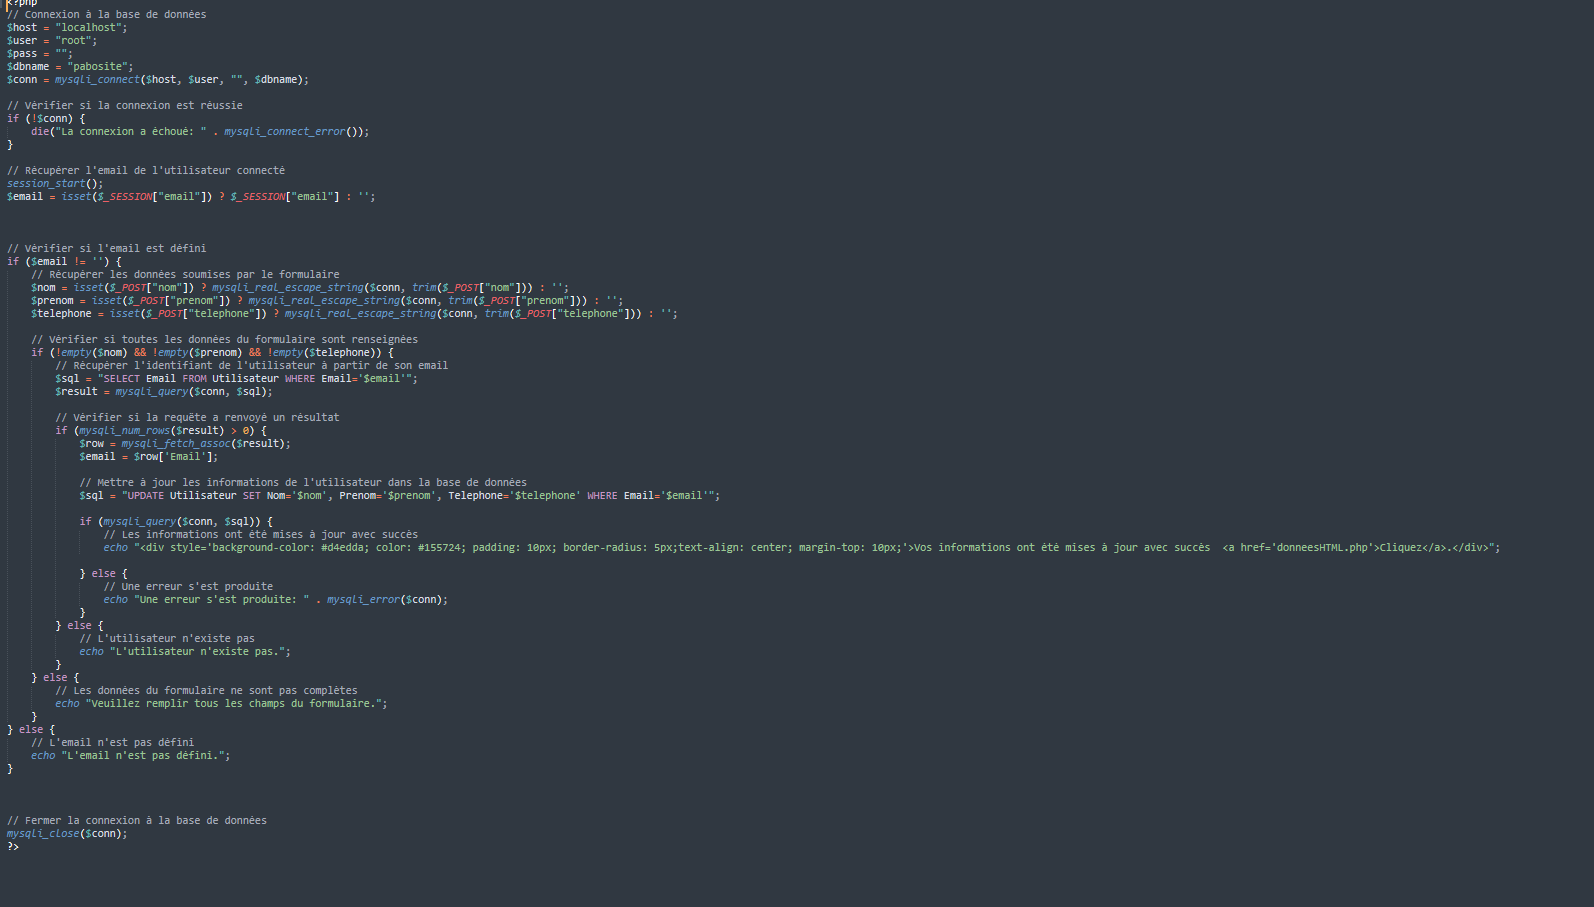 <?php
// Connexion à la base de données
$host = "localhost";
$user = "root";
$pass = "";
$dbname = "pabosite";
$conn = mysqli_connect($host, $user, "", $dbname);

// Vérifier si la connexion est réussie
if (!$conn) {
    die("La connexion a échoué: " . mysqli_connect_error());
}

// Récupérer l'email de l'utilisateur connecté
session_start();
$email = isset($_SESSION["email"]) ? $_SESSION["email"] : '';

// Vérifier si l'email est défini
if ($email != '') {
    // Récupérer les données soumises par le formulaire
    $nom = isset($_POST["nom"]) ? mysqli_real_escape_string($conn, trim($_POST["nom"])) : '';
    $prenom = isset($_POST["prenom"]) ? mysqli_real_escape_string($conn, trim($_POST["prenom"])) : '';
    $telephone = isset($_POST["telephone"]) ? mysqli_real_escape_string($conn, trim($_POST["telephone"])) : '';

    // Vérifier si toutes les données du formulaire sont renseignées
    if (!empty($nom) && !empty($prenom) && !empty($telephone)) {
        // Récupérer l'identifiant de l'utilisateur à partir de son email
        $sql = "SELECT Email FROM Utilisateur WHERE Email='$email'";
        $result = mysqli_query($conn, $sql);

        // Vérifier si la requête a renvoyé un résultat
        if (mysqli_num_rows($result) > 0) {
            $row = mysqli_fetch_assoc($result);
            $email = $row['Email'];

            // Mettre à jour les informations de l'utilisateur dans la base de données
            $sql = "UPDATE Utilisateur SET Nom='$nom', Prenom='$prenom', Telephone='$telephone' WHERE Email='$email'";

            if (mysqli_query($conn, $sql)) {
                // Les informations ont été mises à jour avec succès
                echo "<div style='background-color: #d4edda; color: #155724; padding: 10px; border-radius: 5px;text-align: center; margin-top: 10px;'>Vos informations ont été mises à jour avec succès  <a href='donneesHTML.php'>Cliquez</a>.</div>";

            } else {
                // Une erreur s'est produite
                echo "Une erreur s'est produite: " . mysqli_error($conn);
            }
        } else {
            // L'utilisateur n'existe pas
            echo "L'utilisateur n'existe pas.";
        }
    } else {
        // Les données du formulaire ne sont pas complètes
        echo "Veuillez remplir tous les champs du formulaire.";
    }
} else {
    // L'email n'est pas défini
    echo "L'email n'est pas défini.";
}

// Fermer la connexion à la base de données
mysqli_close($conn);
?>